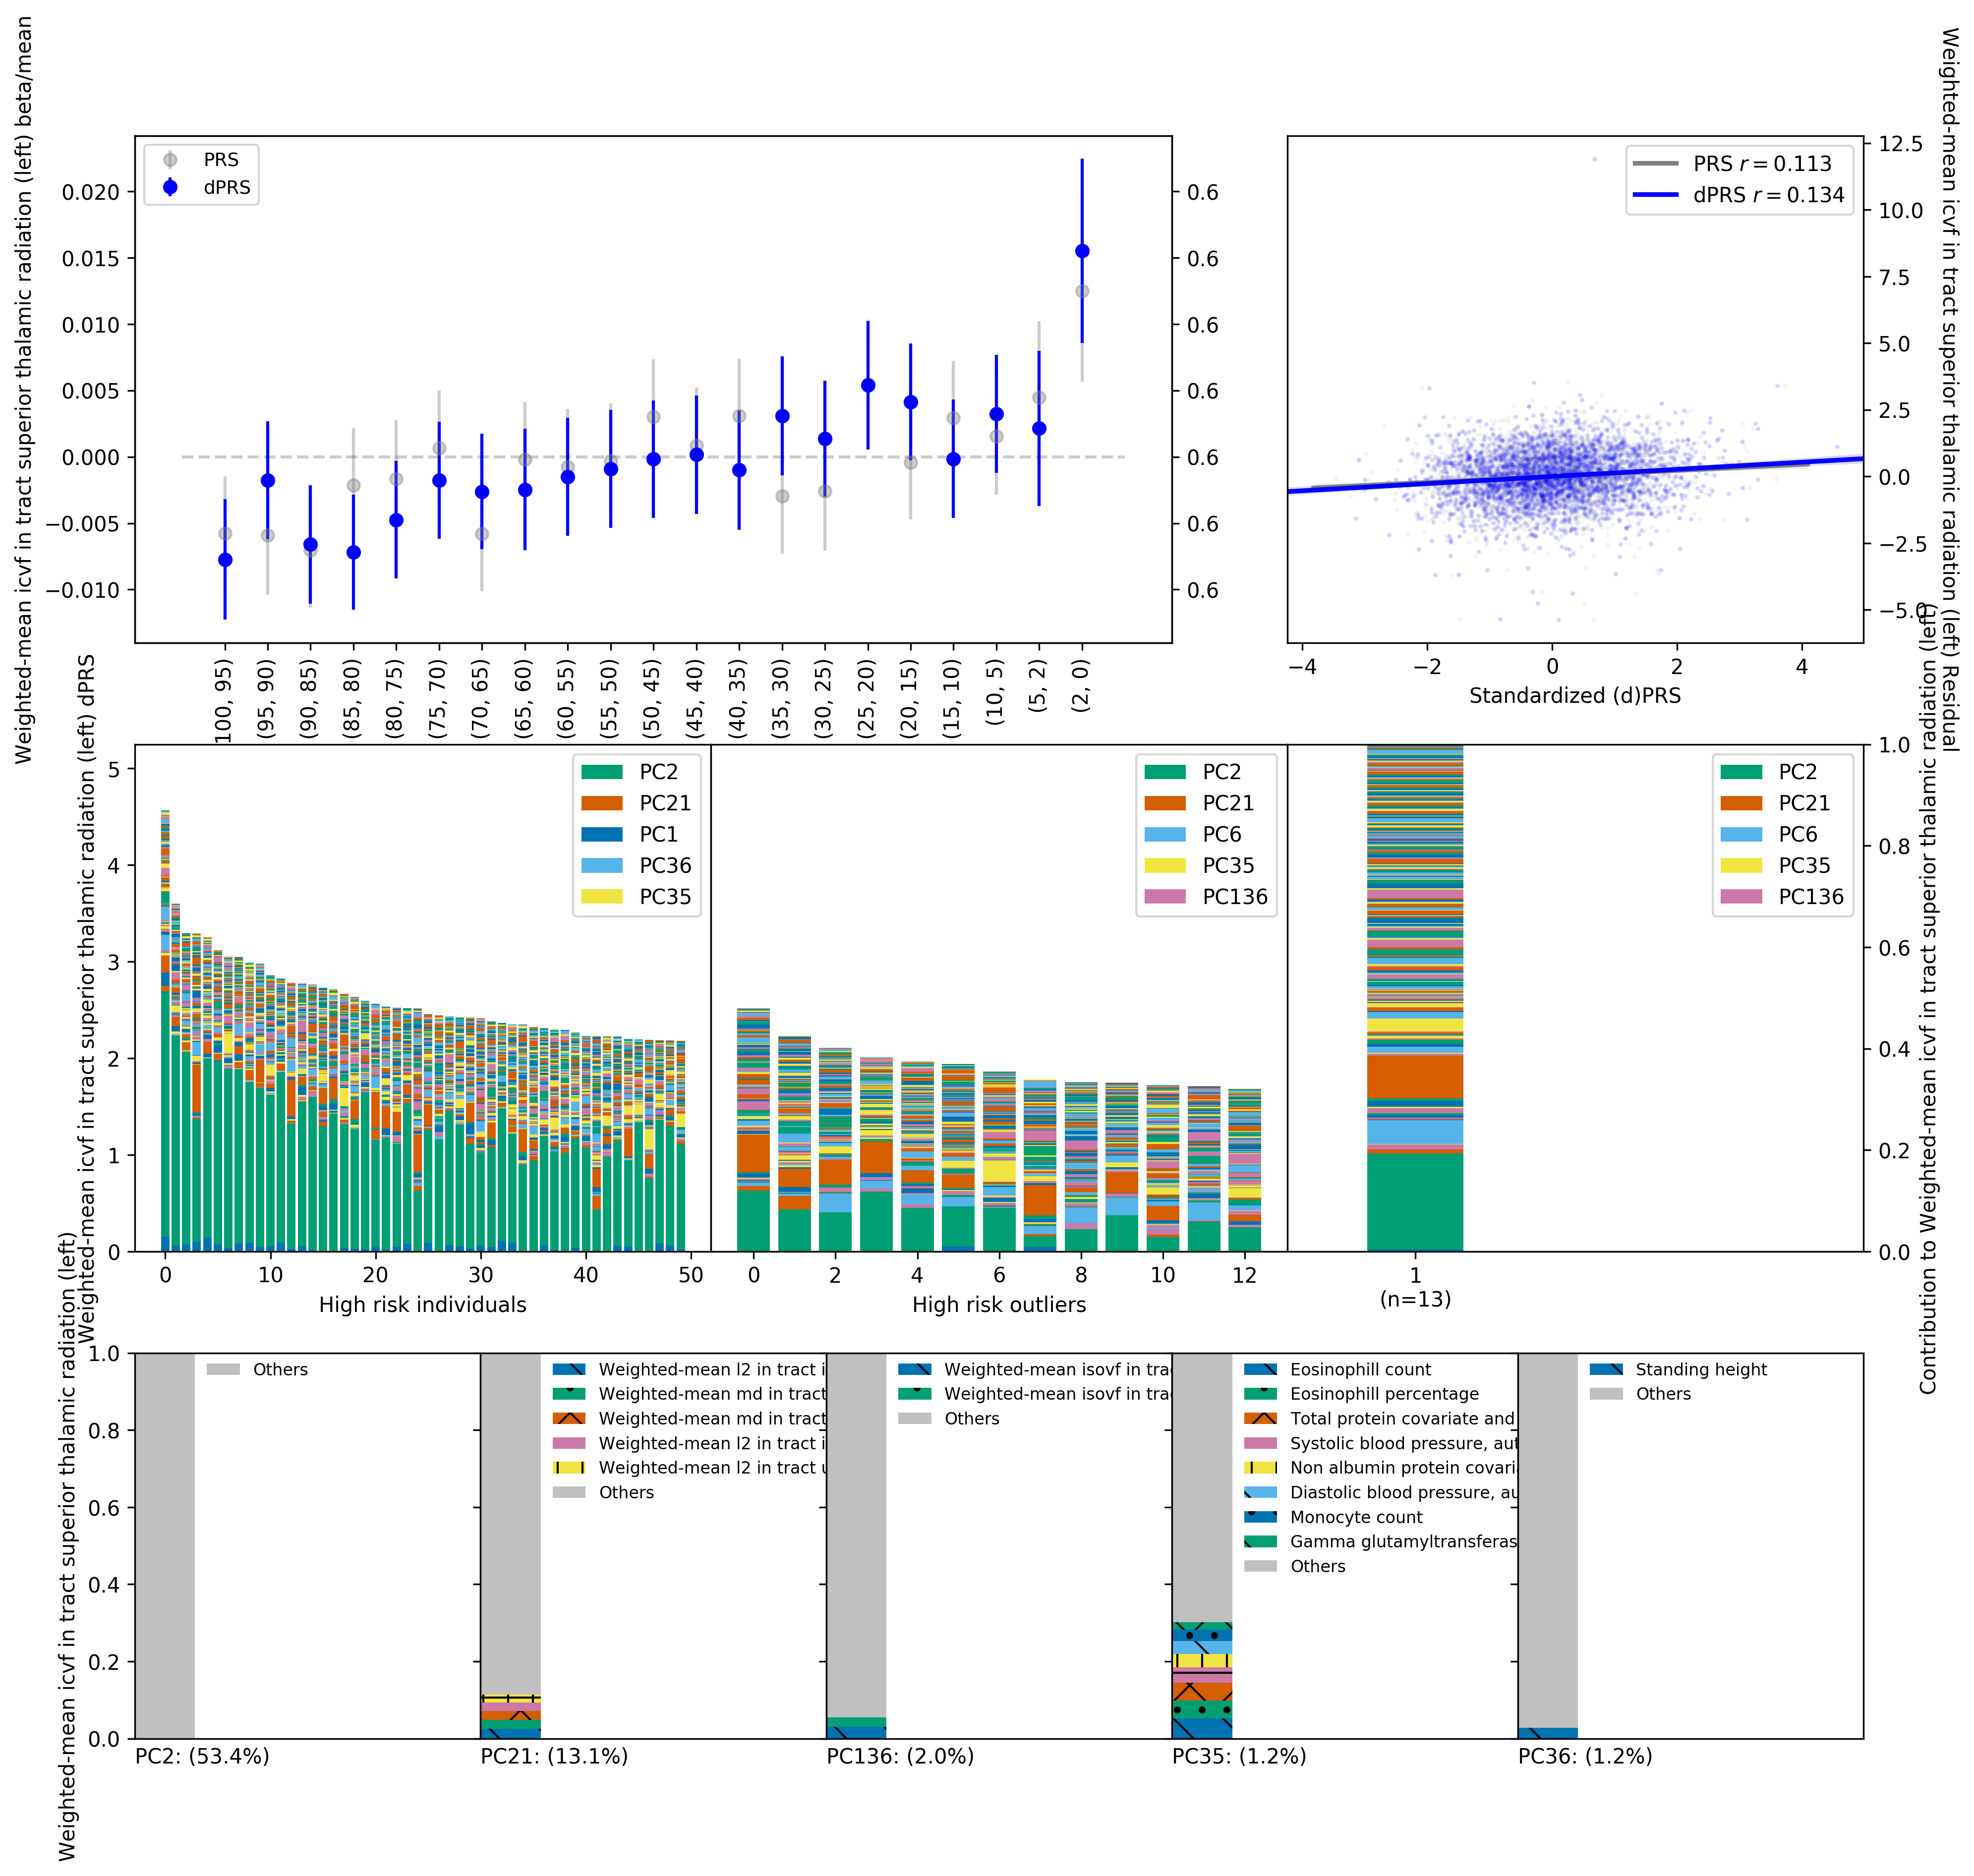 Weighted-mean icvf in tract superior thalamic radiation (left) beta/mean
0.020
0.015
0.010
0.005
0.000
−0.005
−0.010
PRS
dPRS
0.6
0.6
0.6
0.6
0.6
0.6
0.6
100, 95)
(95, 90)
(90, 85)
(85, 80)
(80, 75)
(75, 70)
(70, 65)
(65, 60)
(60, 55)
(55, 50)
(50, 45)
(45, 40)
(40, 35)
(35, 30)
(30, 25)
(25, 20)
(20, 15)
(15, 10)
(10, 5)
(5, 2)
(2, 0)
PRS r = 0.113
dPRS r = 0.134
12.5
10.0
7.5
5.0
2.5
0.0
−2.5
−5.0
−4
−2
0
2
4
Standardized (d)PRS
Weighted-mean icvf in tract superior thalamic radiation (left) Residual
Weighted-mean icvf in tract superior thalamic radiation (left) dPRS
5
4
3
2
1
0
PC2
PC21
PC1
PC36
PC35
0
10
20
30
40
50
High risk individuals
PC2
PC21
PC6
PC35
PC136
0
2
4
6
8
10
12
High risk outliers
PC2
PC21
PC6
PC35
PC136
1
(n=13)
1.0
0.8
0.6
0.4
0.2
0.0
Contribution to Weighted-mean icvf in tract superior thalamic radiation (left)
Weighted-mean icvf in tract superior thalamic radiation (left)
1.0
0.8
0.6
0.4
0.2
0.0
Others
PC2: (53.4%)
Weighted-mean l2 in tract i
Weighted-mean md in tract
Weighted-mean md in tract
Weighted-mean l2 in tract i
Weighted-mean l2 in tract u
Others
PC21: (13.1%)
Weighted-mean isovf in tra
Weighted-mean isovf in tra
Others
PC136: (2.0%)
Eosinophill count
Eosinophill percentage
Total protein covariate and
Systolic blood pressure, au
Non albumin protein covari
Diastolic blood pressure, au
Monocyte count
Gamma glutamyltransferas
Others
PC35: (1.2%)
Standing height
Others
PC36: (1.2%)